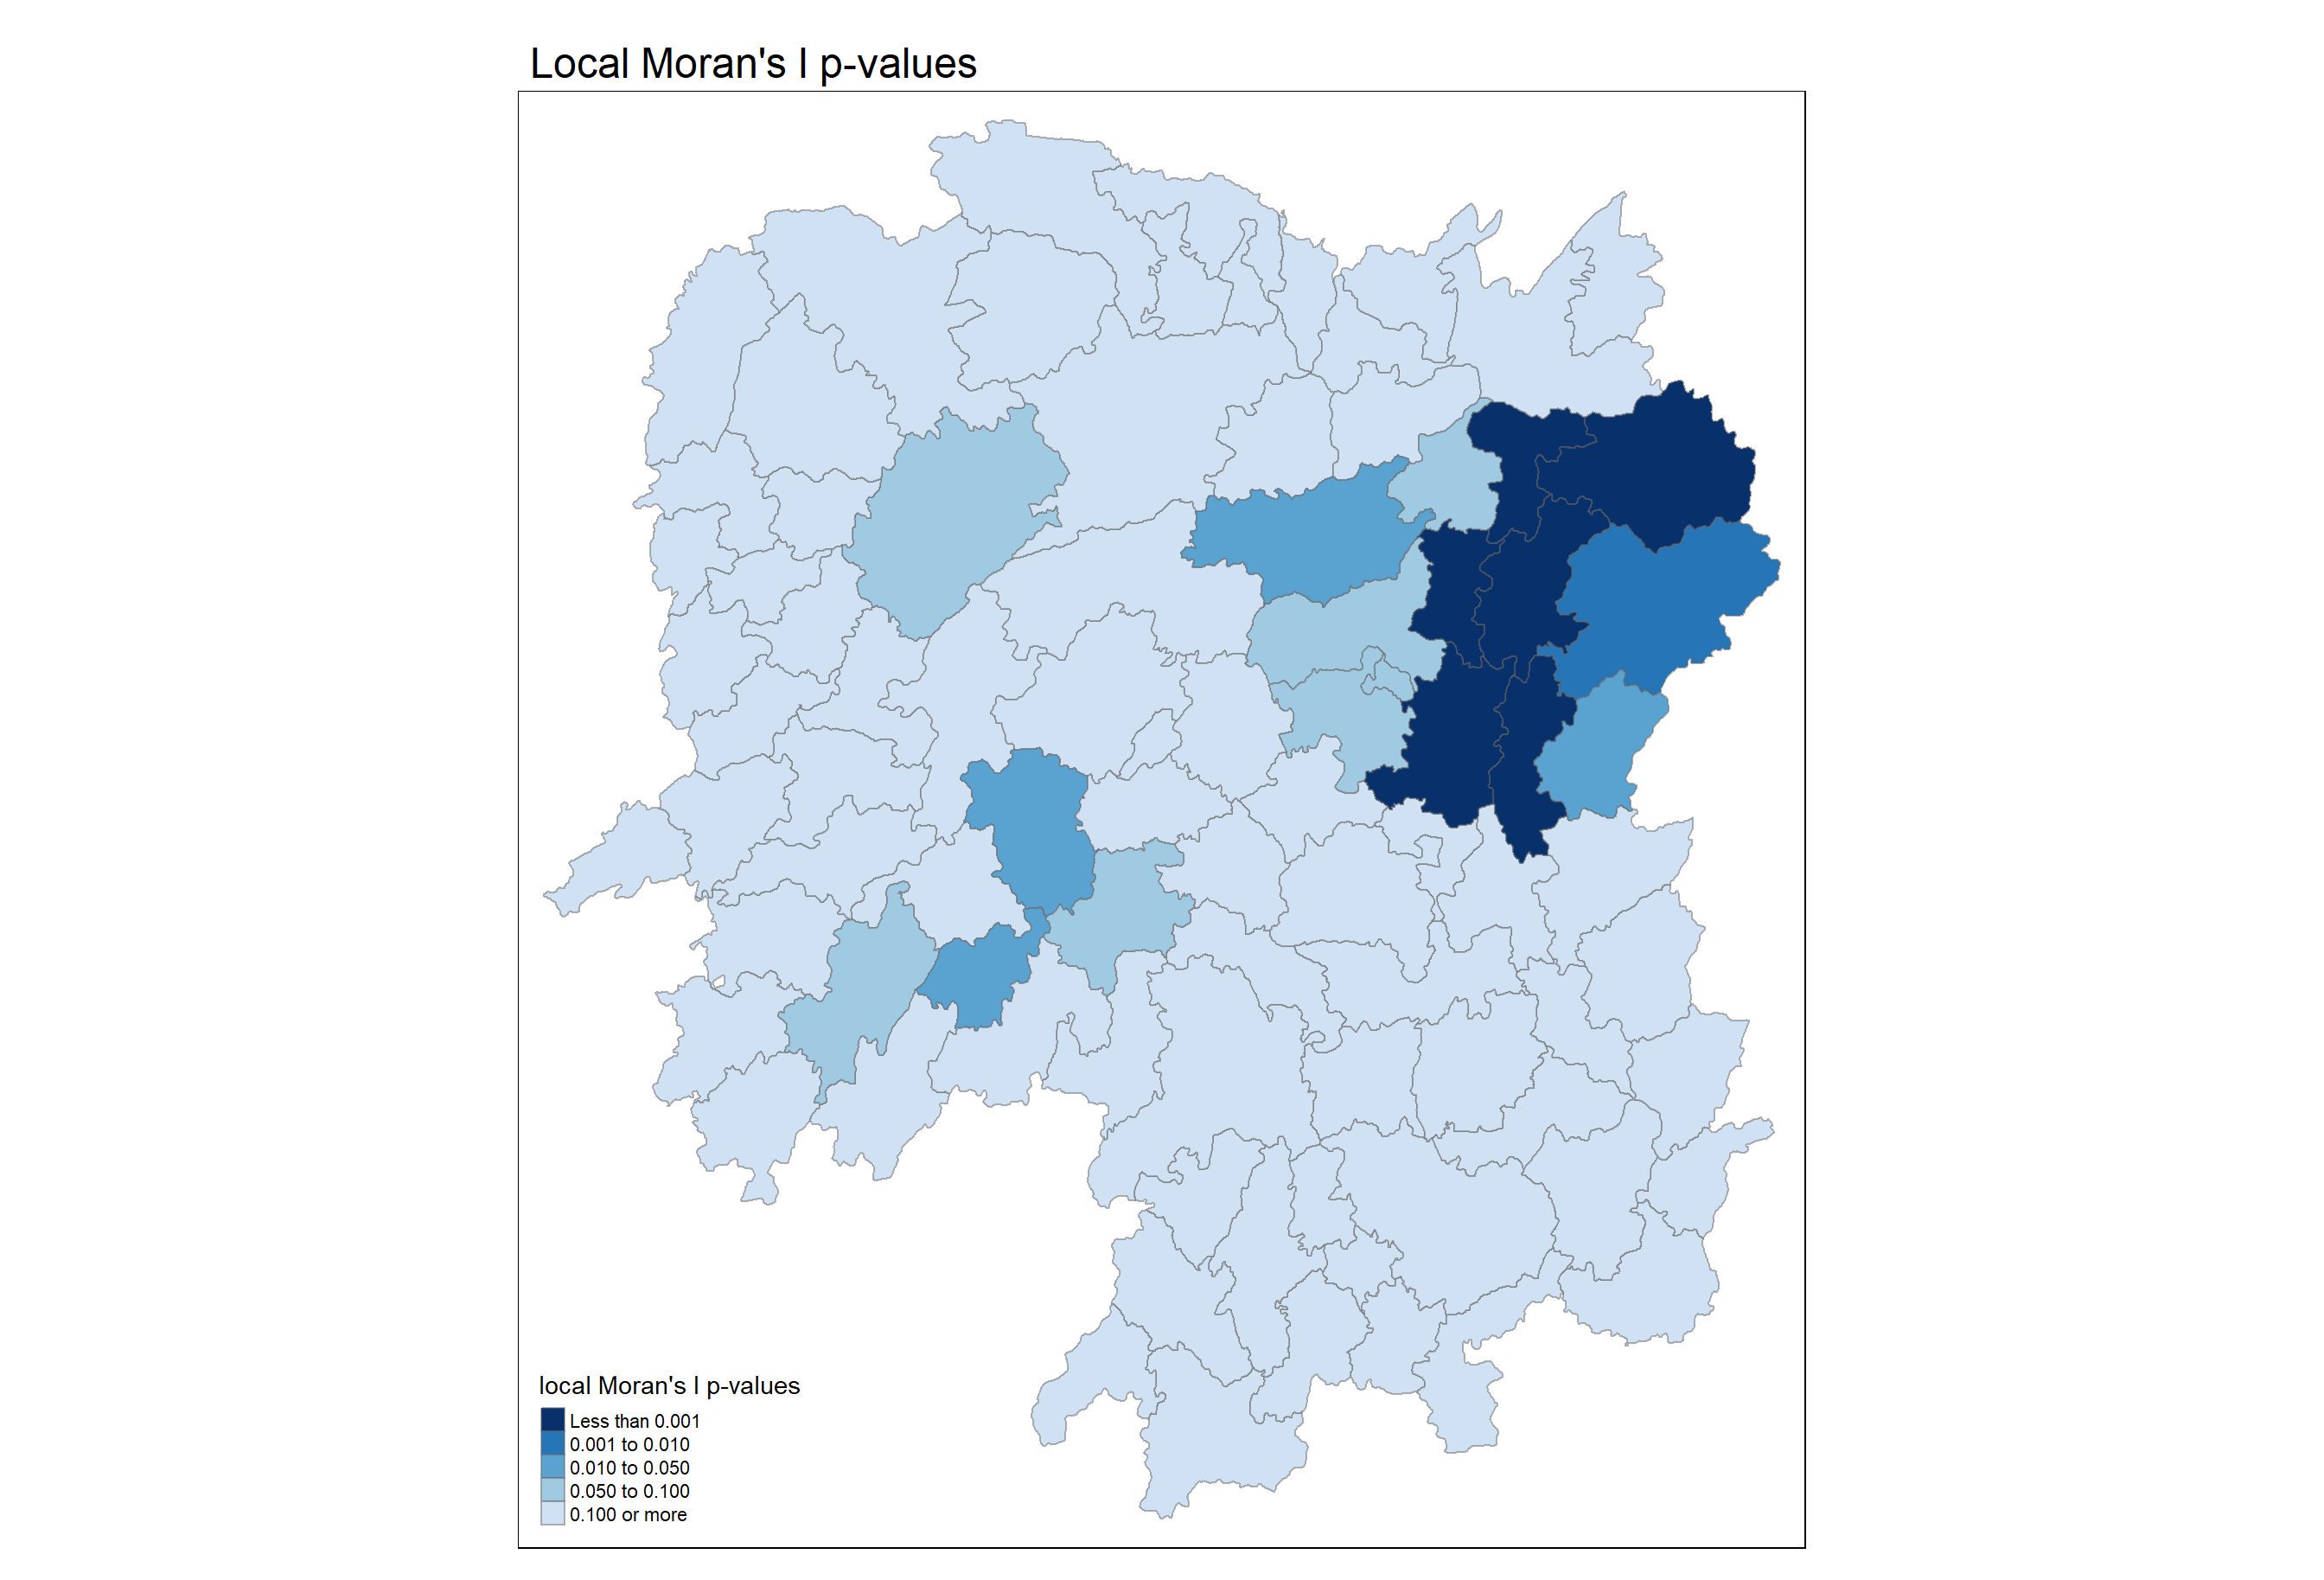 Local Moran's I p-values
local Moran's I p-values
Less than 0.001
0.001 to 0.010
0.010 to 0.050
0.050 to 0.100
0.100 or more